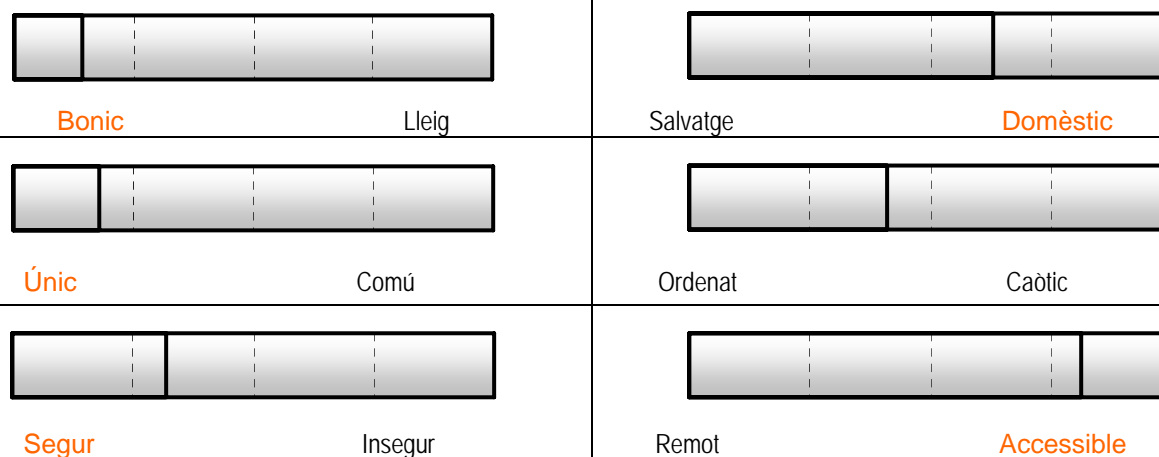 Bonic Lleig
Salvatge Domèstic
Únic Comú
Ordenat Caòtic
Segur Insegur
Remot Accessible